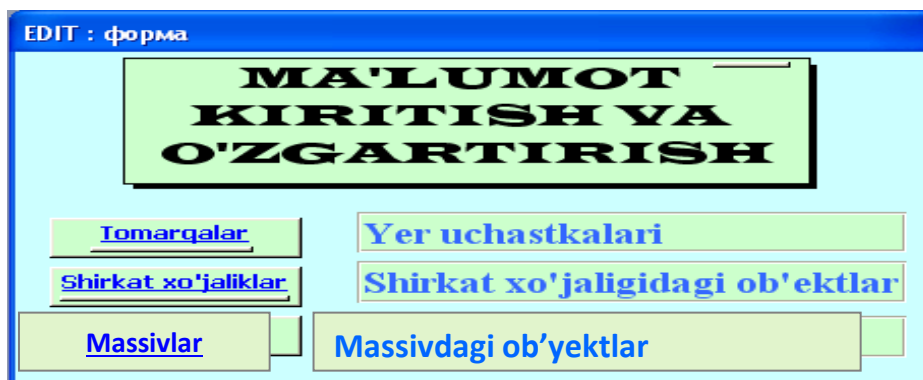 EDIT : форма
MA'LUMOT
KIRITISH VA
O'ZGARTIRISH
Tomarqalar Yer uchastkalari
Shirkat xo'jaliklar Shirkat xo'jaligidagi ob'ektlar
Massivlar Massivdagi ob’yektlar